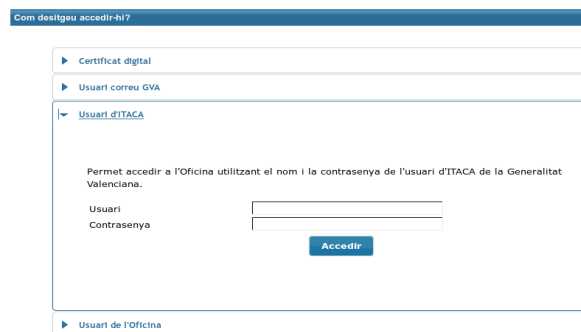 Com desitgeu accedir-hi?
Certificat digital
Usuari correu GVA
Usuari d'ITACA
Permet accedir a l'Oficina utilitzant el nom i la contrasenya de l'usuari d'ITACA de la Generalitat
Valenciana.
Usuari
Contrasenya
Accedir
Usuari de l'Oficina